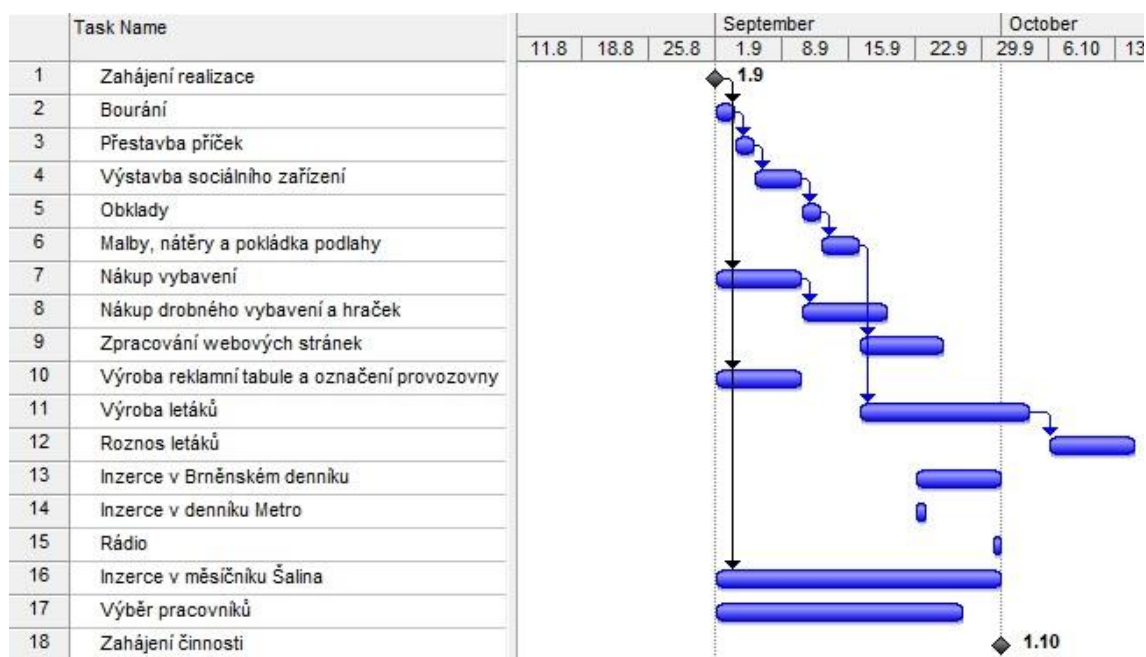 Task Name
September October
11.8 18.8 25.8 1.9 8.9 15.9 22.9 29.9 6.10 13
1 Zahájení realizace 1.9
2 Bourání
3 Přestavba příček
4 Výstavba sociálního zařízení
5 Obklady
6 Malby, nátěry a pokládka podlahy
7 Nákup vybavení
8 Nákup drobného vybavení a hraček
9 Zpracování webových stránek
10 Výroba reklamní tabule a označení provozovny
11 Výroba letáků
12 Roznos letáků
13 Inzerce v Brněnském denníku
14 Inzerce v denníku Metro
15 Rádio
16 Inzerce v měsíčníku Šalina
17 Výběr pracovníků
18 Zahájení činnosti 1.10